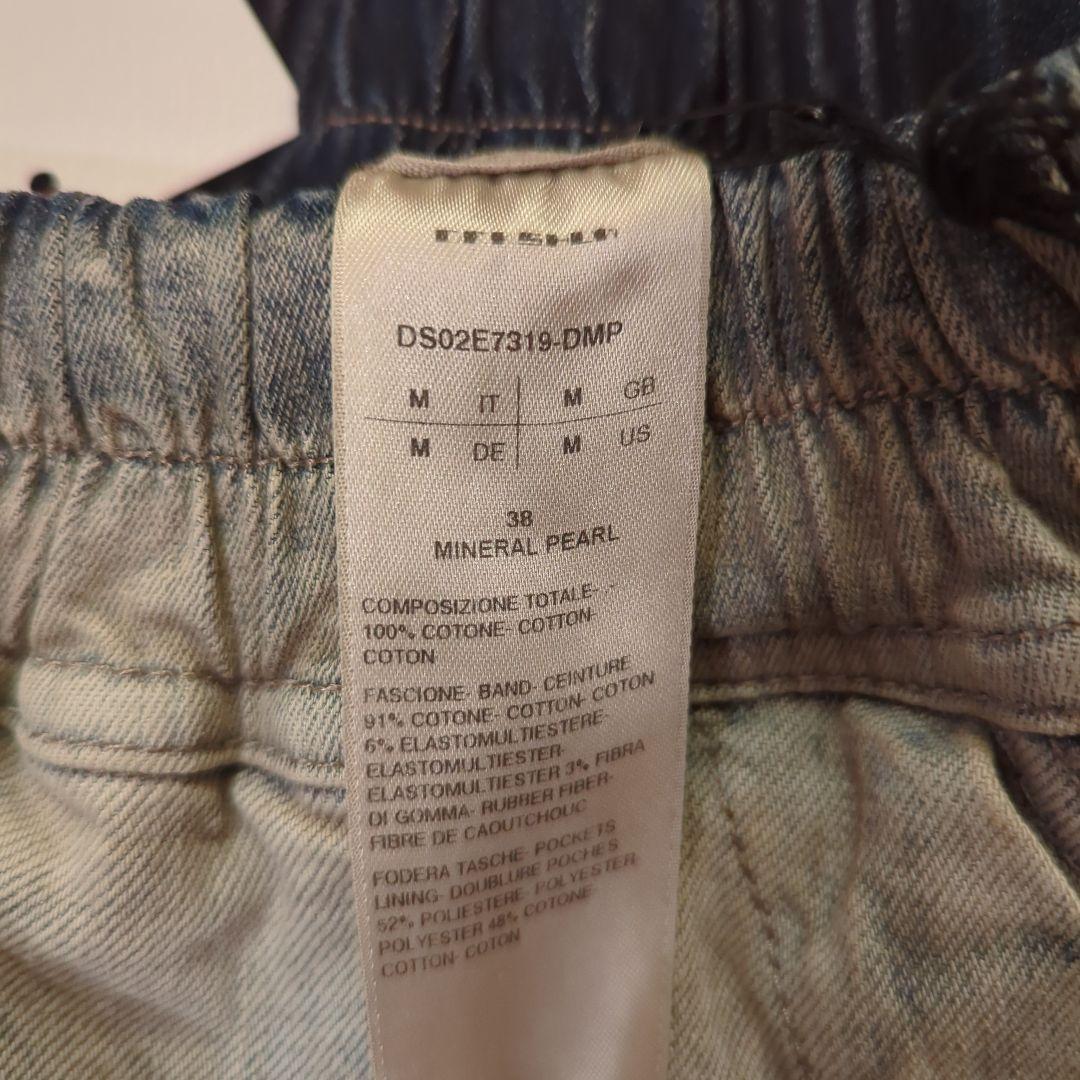 DS02E7319-DMP
M IT M GB
M DE M US
38
MINERAL PEARL
COMPOSIZIONE TOTALE-
100% COTONE- COTTON-
COTON
FASCIONE- BAND- CEINTURE
91% COTONE- COTTON- COTON
6% ELASTOMULTIESTERE-
ELASTOMULTIESTER-
ELASTOMULTIESTER 3% FIBRA
DI GOMMA- RUBBER FIBER-
FIBRE DE CAOUTCHOUC
FODERA TASCHE- POCKETS
LINING- DOUBLURE POCHES
52% POLIESTERE- POLYESTER-
POLYESTER 48% COTONE-
COTTON- COTON